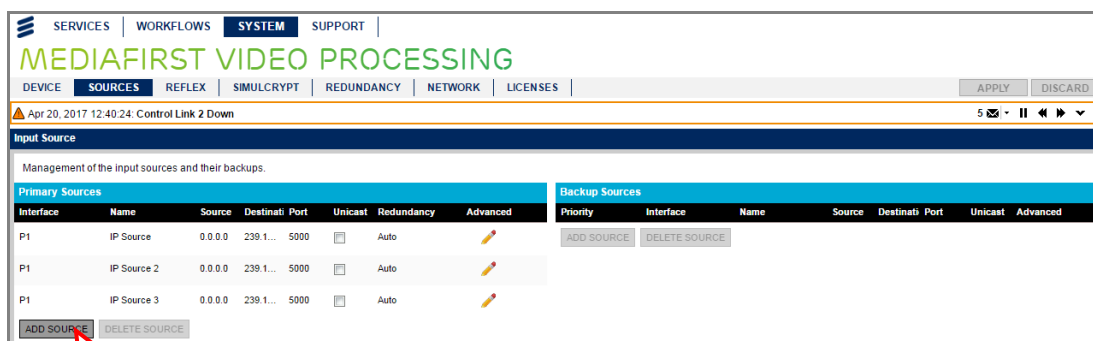 SERVICES WORKFLOWS SYSTEM SUPPORT
MEDIAFIRST VIDEO PROCESSING
DEVICE SOURCES REFLEX SIMULCRYPT REDUNDANCY NETWORK LICENSES APPLY DISCARD
Apr 20, 2017 12:40:24: Control Link 2 Down 5
Input Source
Management of the input sources and their backups.
Primary Sources
Interface Name Source Destinati Port Unicast Redundancy Advanced
P1 IP Source 0.0.0.0 239.1... 5000 Auto
P1 IP Source 2 0.0.0.0 239.1... 5000 Auto
P1 IP Source 3 0.0.0.0 239.1... 5000 Auto
ADD SOURCE DELETE SOURCE
Backup Sources
Priority Interface Name Source Destinati Port Unicast Advanced
ADD SOURCE DELETE SOURCE